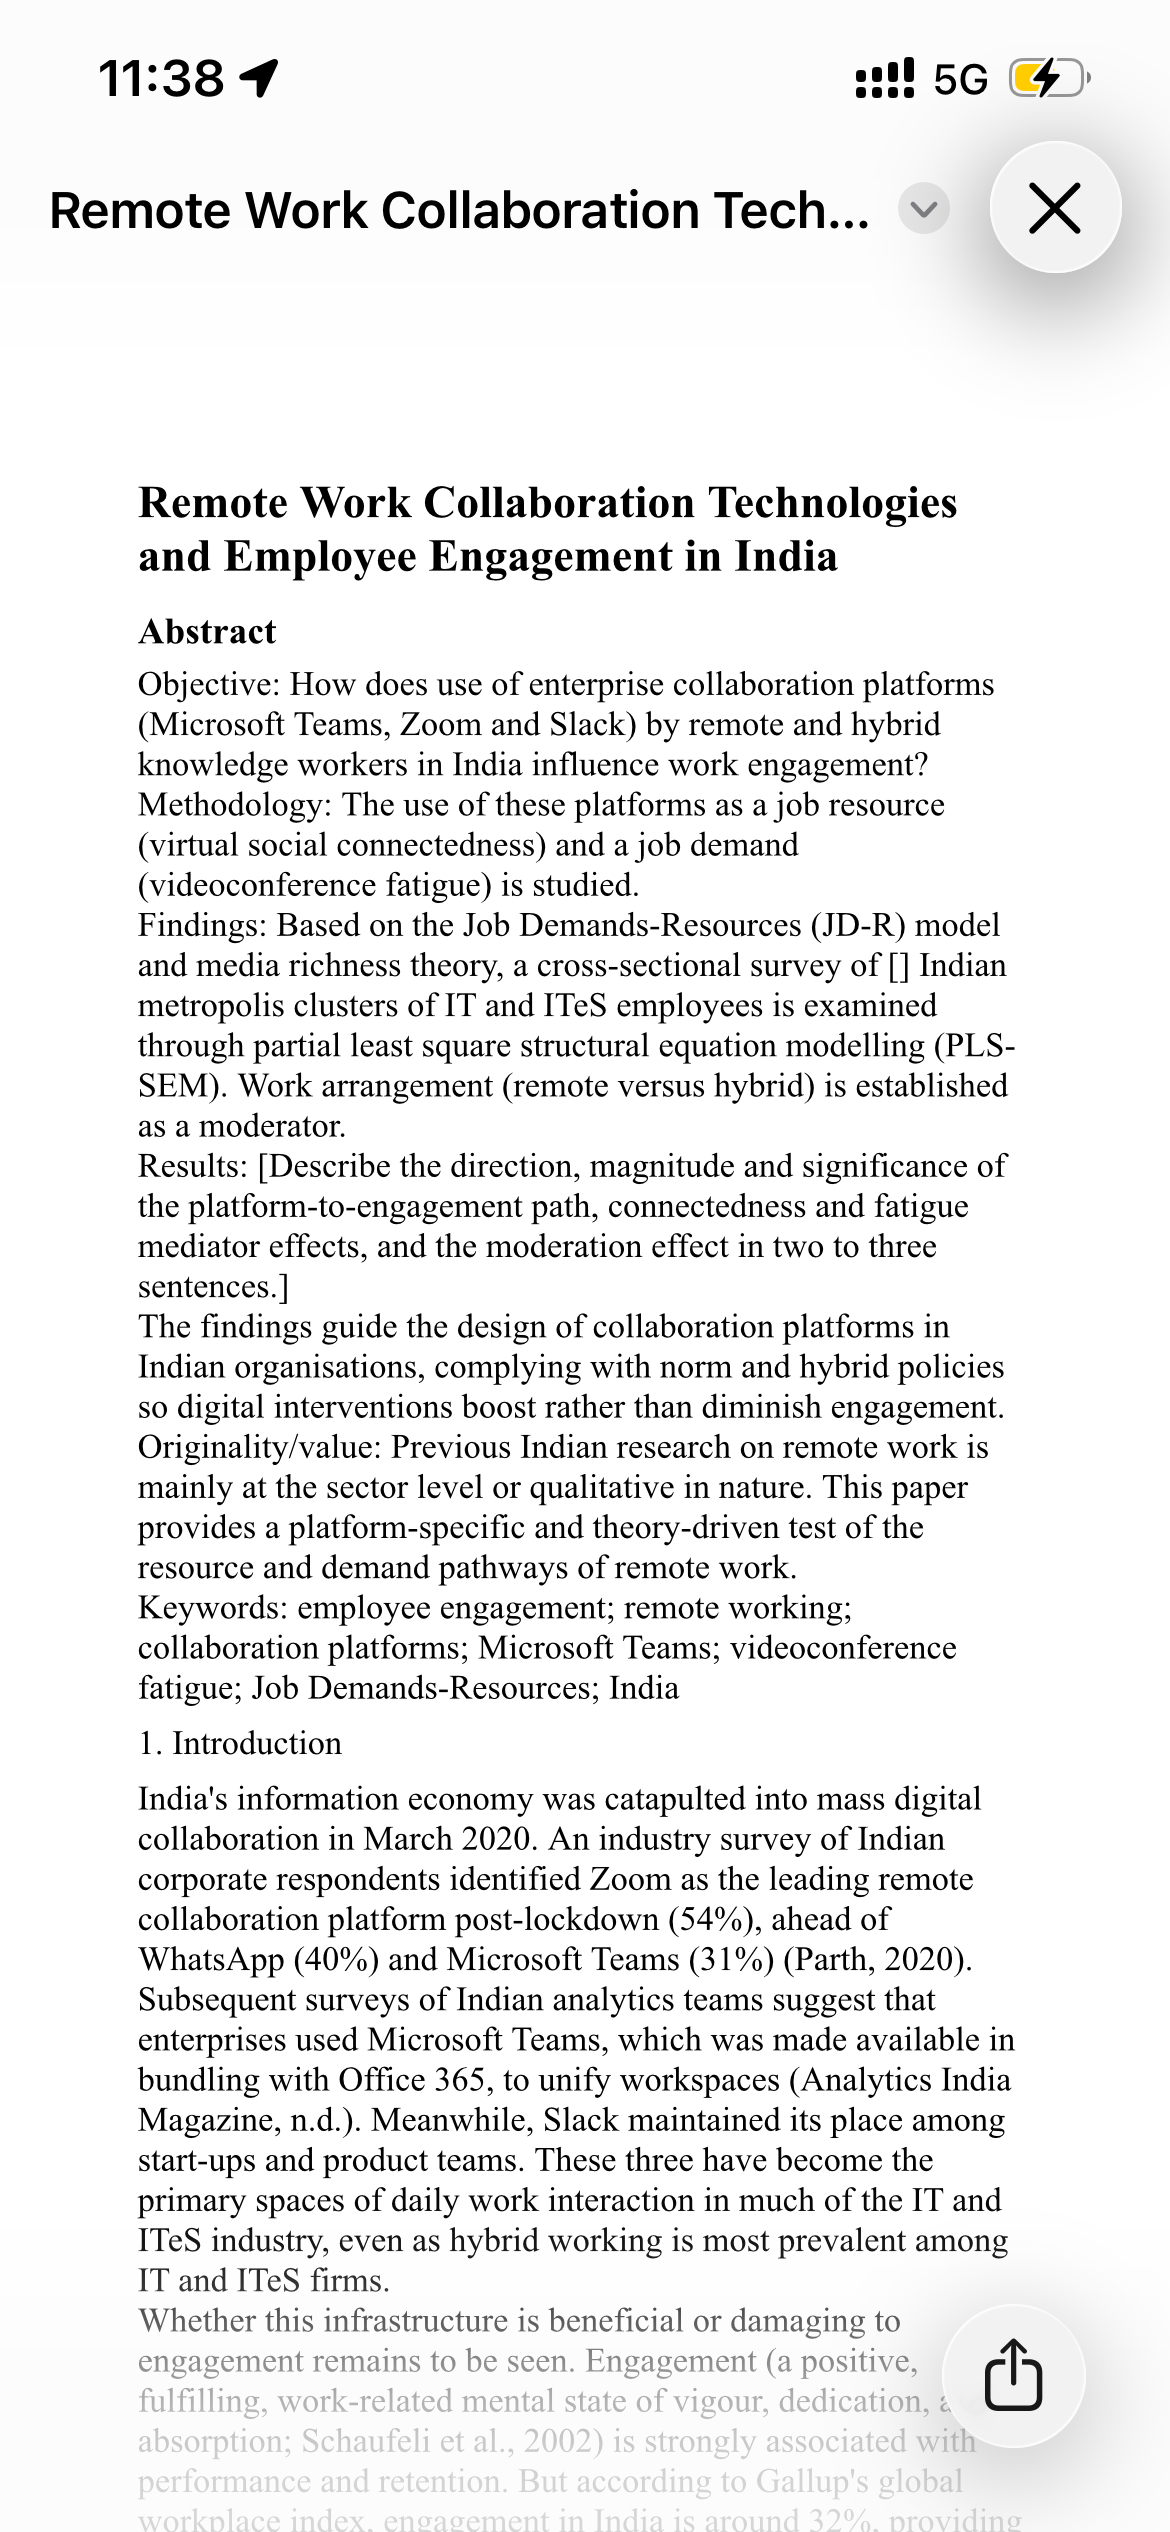 11:38
5G
Remote Work Collaboration Tech...
Remote Work Collaboration Technologies
and Employee Engagement in India
Abstract
Objective: How does use of enterprise collaboration platforms
(Microsoft Teams, Zoom and Slack) by remote and hybrid
knowledge workers in India influence work engagement?
Methodology: The use of these platforms as a job resource
(virtual social connectedness) and a job demand
(videoconference fatigue) is studied.
Findings: Based on the Job Demands-Resources (JD-R) model
and media richness theory, a cross-sectional survey of [] Indian
metropolis clusters of IT and ITeS employees is examined
through partial least square structural equation modelling (PLS-
SEM). Work arrangement (remote versus hybrid) is established
as a moderator.
Results: [Describe the direction, magnitude and significance of
the platform-to-engagement path, connectedness and fatigue
mediator effects, and the moderation effect in two to three
sentences.]
The findings guide the design of collaboration platforms in
Indian organisations, complying with norm and hybrid policies
so digital interventions boost rather than diminish engagement.
Originality/value: Previous Indian research on remote work is
mainly at the sector level or qualitative in nature. This paper
provides a platform-specific and theory-driven test of the
resource and demand pathways of remote work.
Keywords: employee engagement; remote working;
collaboration platforms; Microsoft Teams; videoconference
fatigue; Job Demands-Resources; India
1. Introduction
India's information economy was catapulted into mass digital
collaboration in March 2020. An industry survey of Indian
corporate respondents identified Zoom as the leading remote
collaboration platform post-lockdown (54%), ahead of
WhatsApp (40%) and Microsoft Teams (31%) (Parth, 2020).
Subsequent surveys of Indian analytics teams suggest that
enterprises used Microsoft Teams, which was made available in
bundling with Office 365, to unify workspaces (Analytics India
Magazine, n.d.). Meanwhile, Slack maintained its place among
start-ups and product teams. These three have become the
primary spaces of daily work interaction in much of the IT and
ITeS industry, even as hybrid working is most prevalent among
IT and ITeS firms.
Whether this infrastructure is beneficial or damaging to
engagement remains to be seen. Engagement (a positive,
fulfilling, work-related mental state of vigour, dedication,
absorption; Schaufeli et al., 2002) is strongly associated with
performance and retention. But according to Gallup's global
workplace index, engagement in India is around 32%, providing